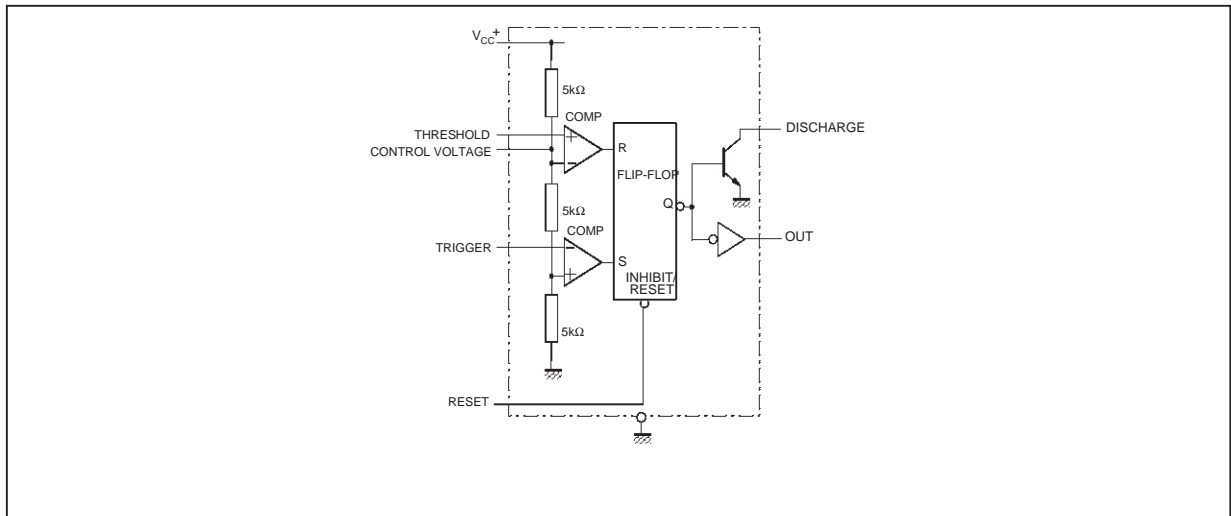 VCC+
5kΩ
COMP
THRESHOLD
CONTROL VOLTAGE
R
FLIP-FLOP
DISCHARGE
Q
5kΩ
COMP
TRIGGER
OUT
S
INHIBIT/
RESET
5kΩ
RESET